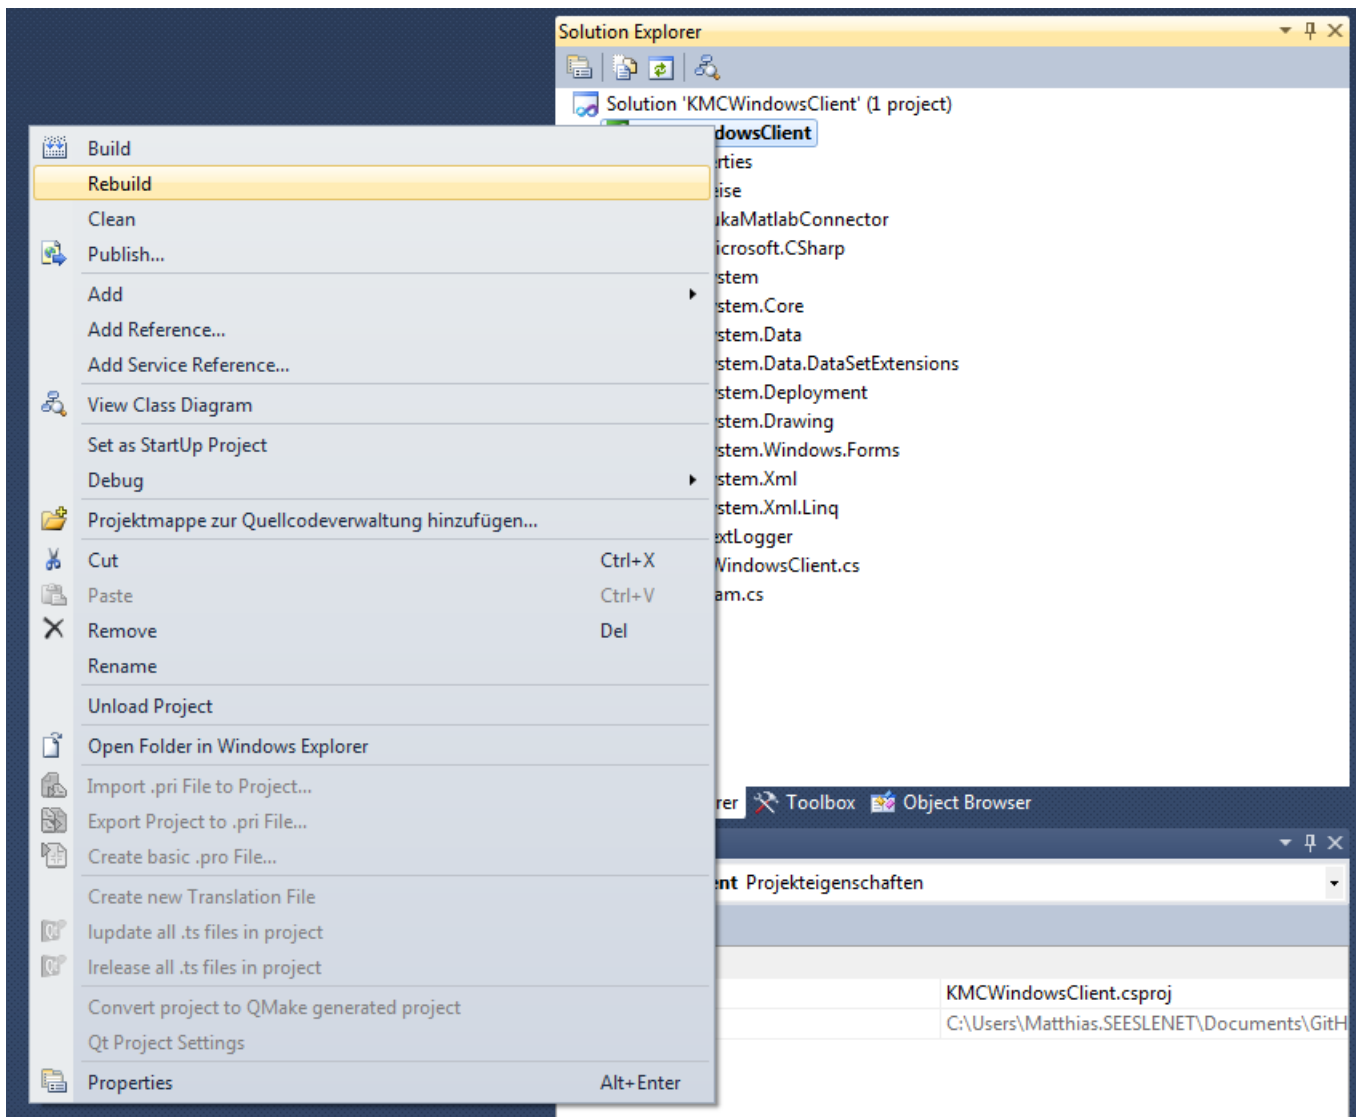 Solution Explorer
Solution 'KMCWindowsClient' (1 project)
dowsClient
Build
Rebuild
Clean
Publish...
Add
Add Reference...
Add Service Reference...
View Class Diagram
Set as StartUp Project
Debug
Projektmappe zur Quellcodeverwaltung hinzufügen...
Cut Ctrl+X
Paste Ctrl+V
Remove Del
Rename
Unload Project
Open Folder in Windows Explorer
Import .pri File to Project...
Export Project to .pri File...
Create basic .pro File...
Create new Translation File
lupdate all .ts files in project
lrelease all .ts files in project
Convert project to QMake generated project
Qt Project Settings
Properties Alt+Enter
rties
eise
ukaMatlabConnector
icrosoft.CSharp
stem
stem.Core
stem.Data
stem.Data.DataSetExtensions
stem.Deployment
stem.Drawing
stem.Windows.Forms
stem.Xml
stem.Xml.Linq
extLogger
WindowsClient.cs
am.cs
rer Toolbox Object Browser
ent Projekteigenschaften
KMCWindowsClient.csproj
C:\Users\Matthias.SEESLENET\Documents\GitH